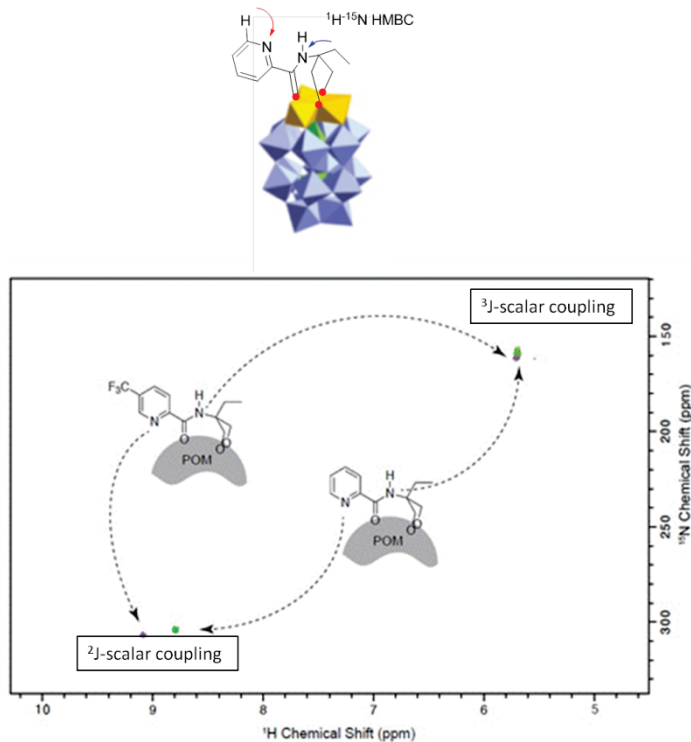 H
N
¹H-¹⁵N HMBC
H
N
³J-scalar coupling
F₃C
H
N
N
O
O
O
POM
H
N
N
O
O
O
POM
²J-scalar coupling
150
200
250
300
¹⁵N Chemical Shift (ppm)
10 9 8 7 6 5
¹H Chemical Shift (ppm)